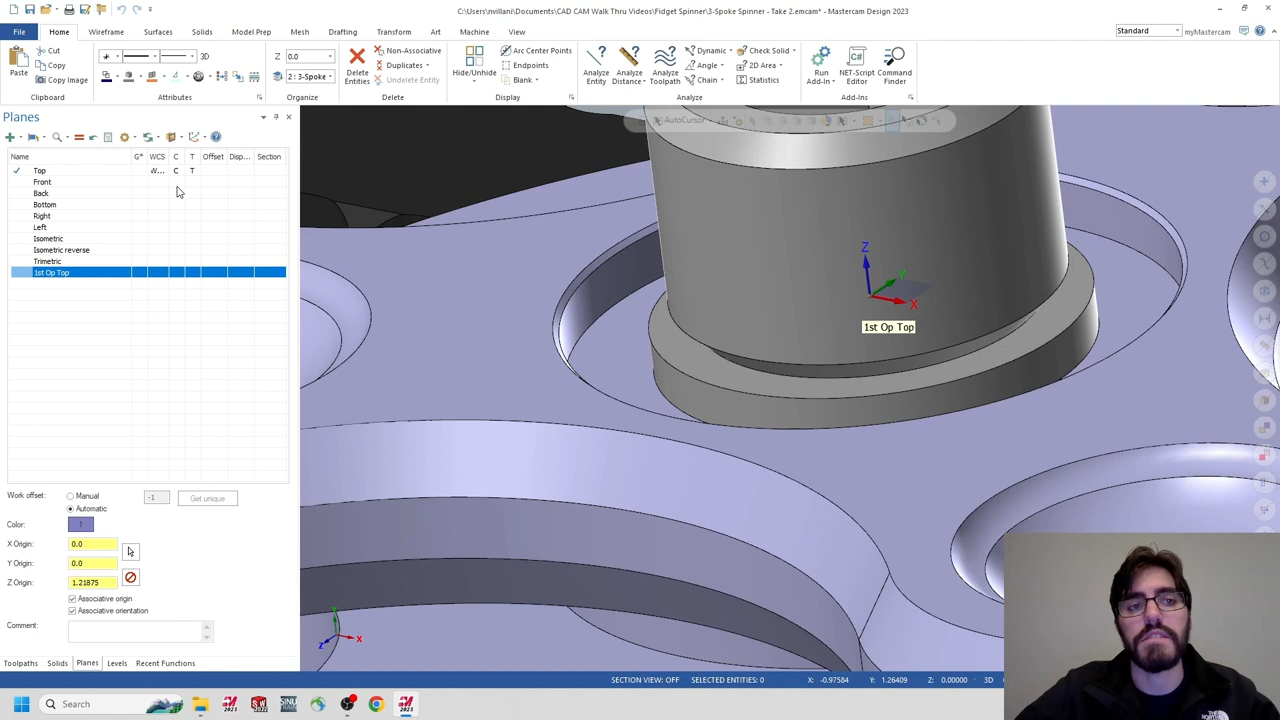 C:\Users\nvillani\Documents\CAD CAM Walk Thru Videos\Fidget Spinner\3-Spoke Spinner - Take 2.emcam* - Mastercam Design 2023
File Home Wireframe Surfaces Solids Model Prep Mesh Drafting Transform Art Machine View
Standard myMastercam
Paste Cut Copy Copy Image
Clipboard
3D
Attributes
Z 0.0
2 : 3-Spoke
Organize
Delete Entities Non-Associative Duplicates Undelete Entity
Delete
Hide/Unhide Arc Center Points Endpoints Blank
Display
Analyze Entity Analyze Distance Analyze Toolpath Dynamic Angle Chain Check Solid 2D Area Statistics
Analyze
Run Add-In NET-Script Editor Command Finder
Add-Ins
Planes
AutoCursor
Name G* WCS C T Offset Disp... Section
Top W... C T
Front
Back
Bottom
Right
Left
Isometric
Isometric reverse
Trimetric
1st Op Top
Z
Y
X
1st Op Top
Work offset: Manual -1 Get unique
Automatic
Color: 1
X Origin: 0.0
Y Origin: 0.0
Z Origin: 1.21875
Associative origin
Associative orientation
Comment:
Y
Z X
Toolpaths Solids Planes Levels Recent Functions
SECTION VIEW: OFF SELECTED ENTITIES: 0 X: -0.97584 Y: 1.26409 Z: 0.00000 3D
Search